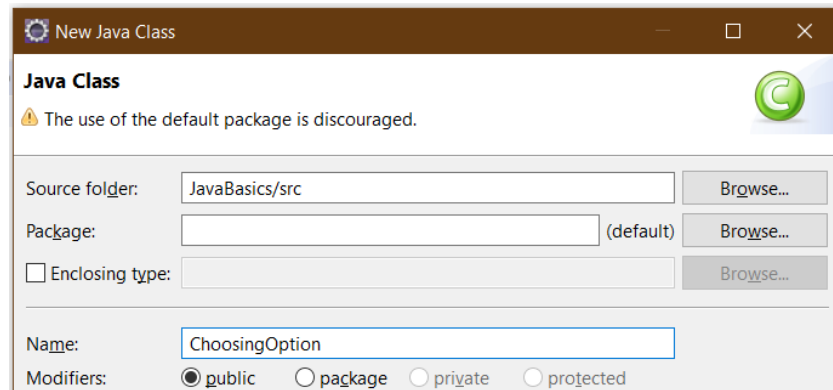 New Java Class
Java Class
The use of the default package is discouraged.
Source folder: JavaBasics/src Browse...
Package: (default) Browse...
Enclosing type: Browse...
Name: ChoosingOption
Modifiers: public package private protected